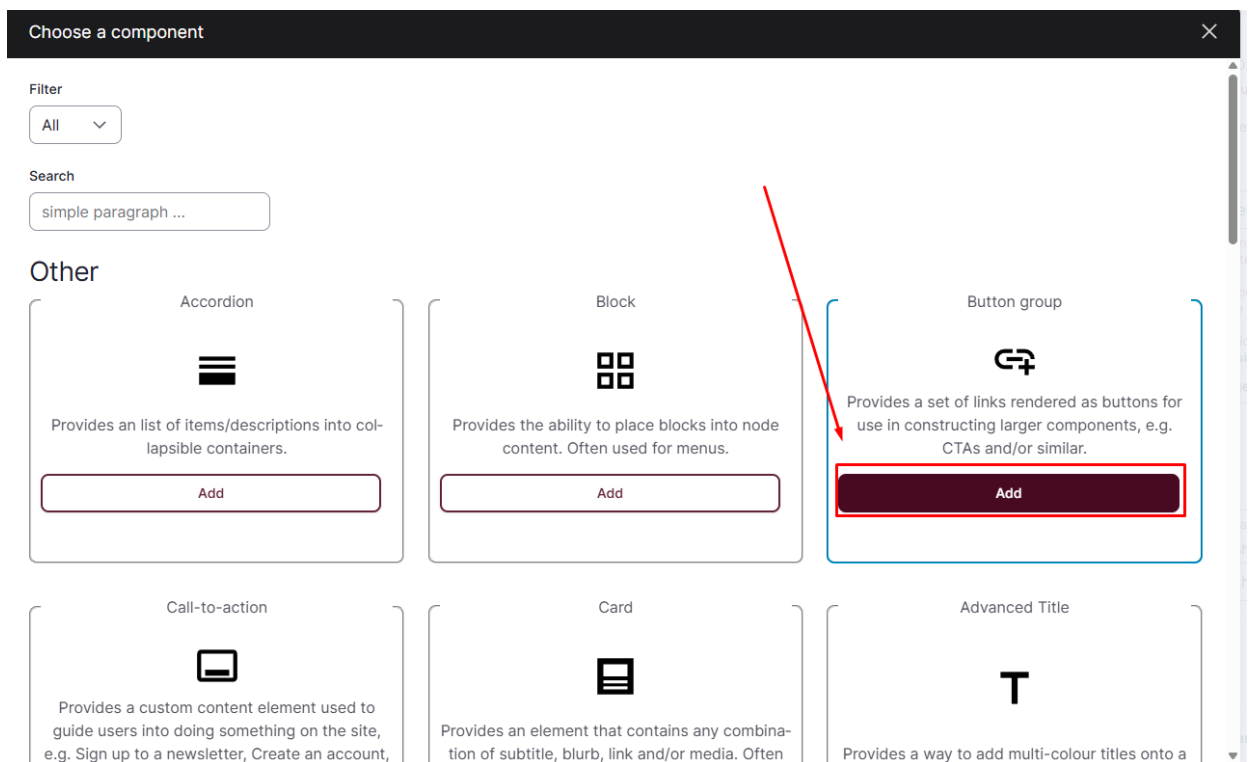 Choose a component
Filter
All
Search
simple paragraph ...
Other
Accordion
Provides an list of items/descriptions into col-
lapsible containers.
Add
Block
Provides the ability to place blocks into node
content. Often used for menus.
Add
Button group
Provides a set of links rendered as buttons for
use in constructing larger components, e.g.
CTAs and/or similar.
Add
Call-to-action
Provides a custom content element used to
guide users into doing something on the site,
e.g. Sign up to a newsletter, Create an account,
Card
Provides an element that contains any combina-
tion of subtitle, blurb, link and/or media. Often
Advanced Title
Provides a way to add multi-colour titles onto a